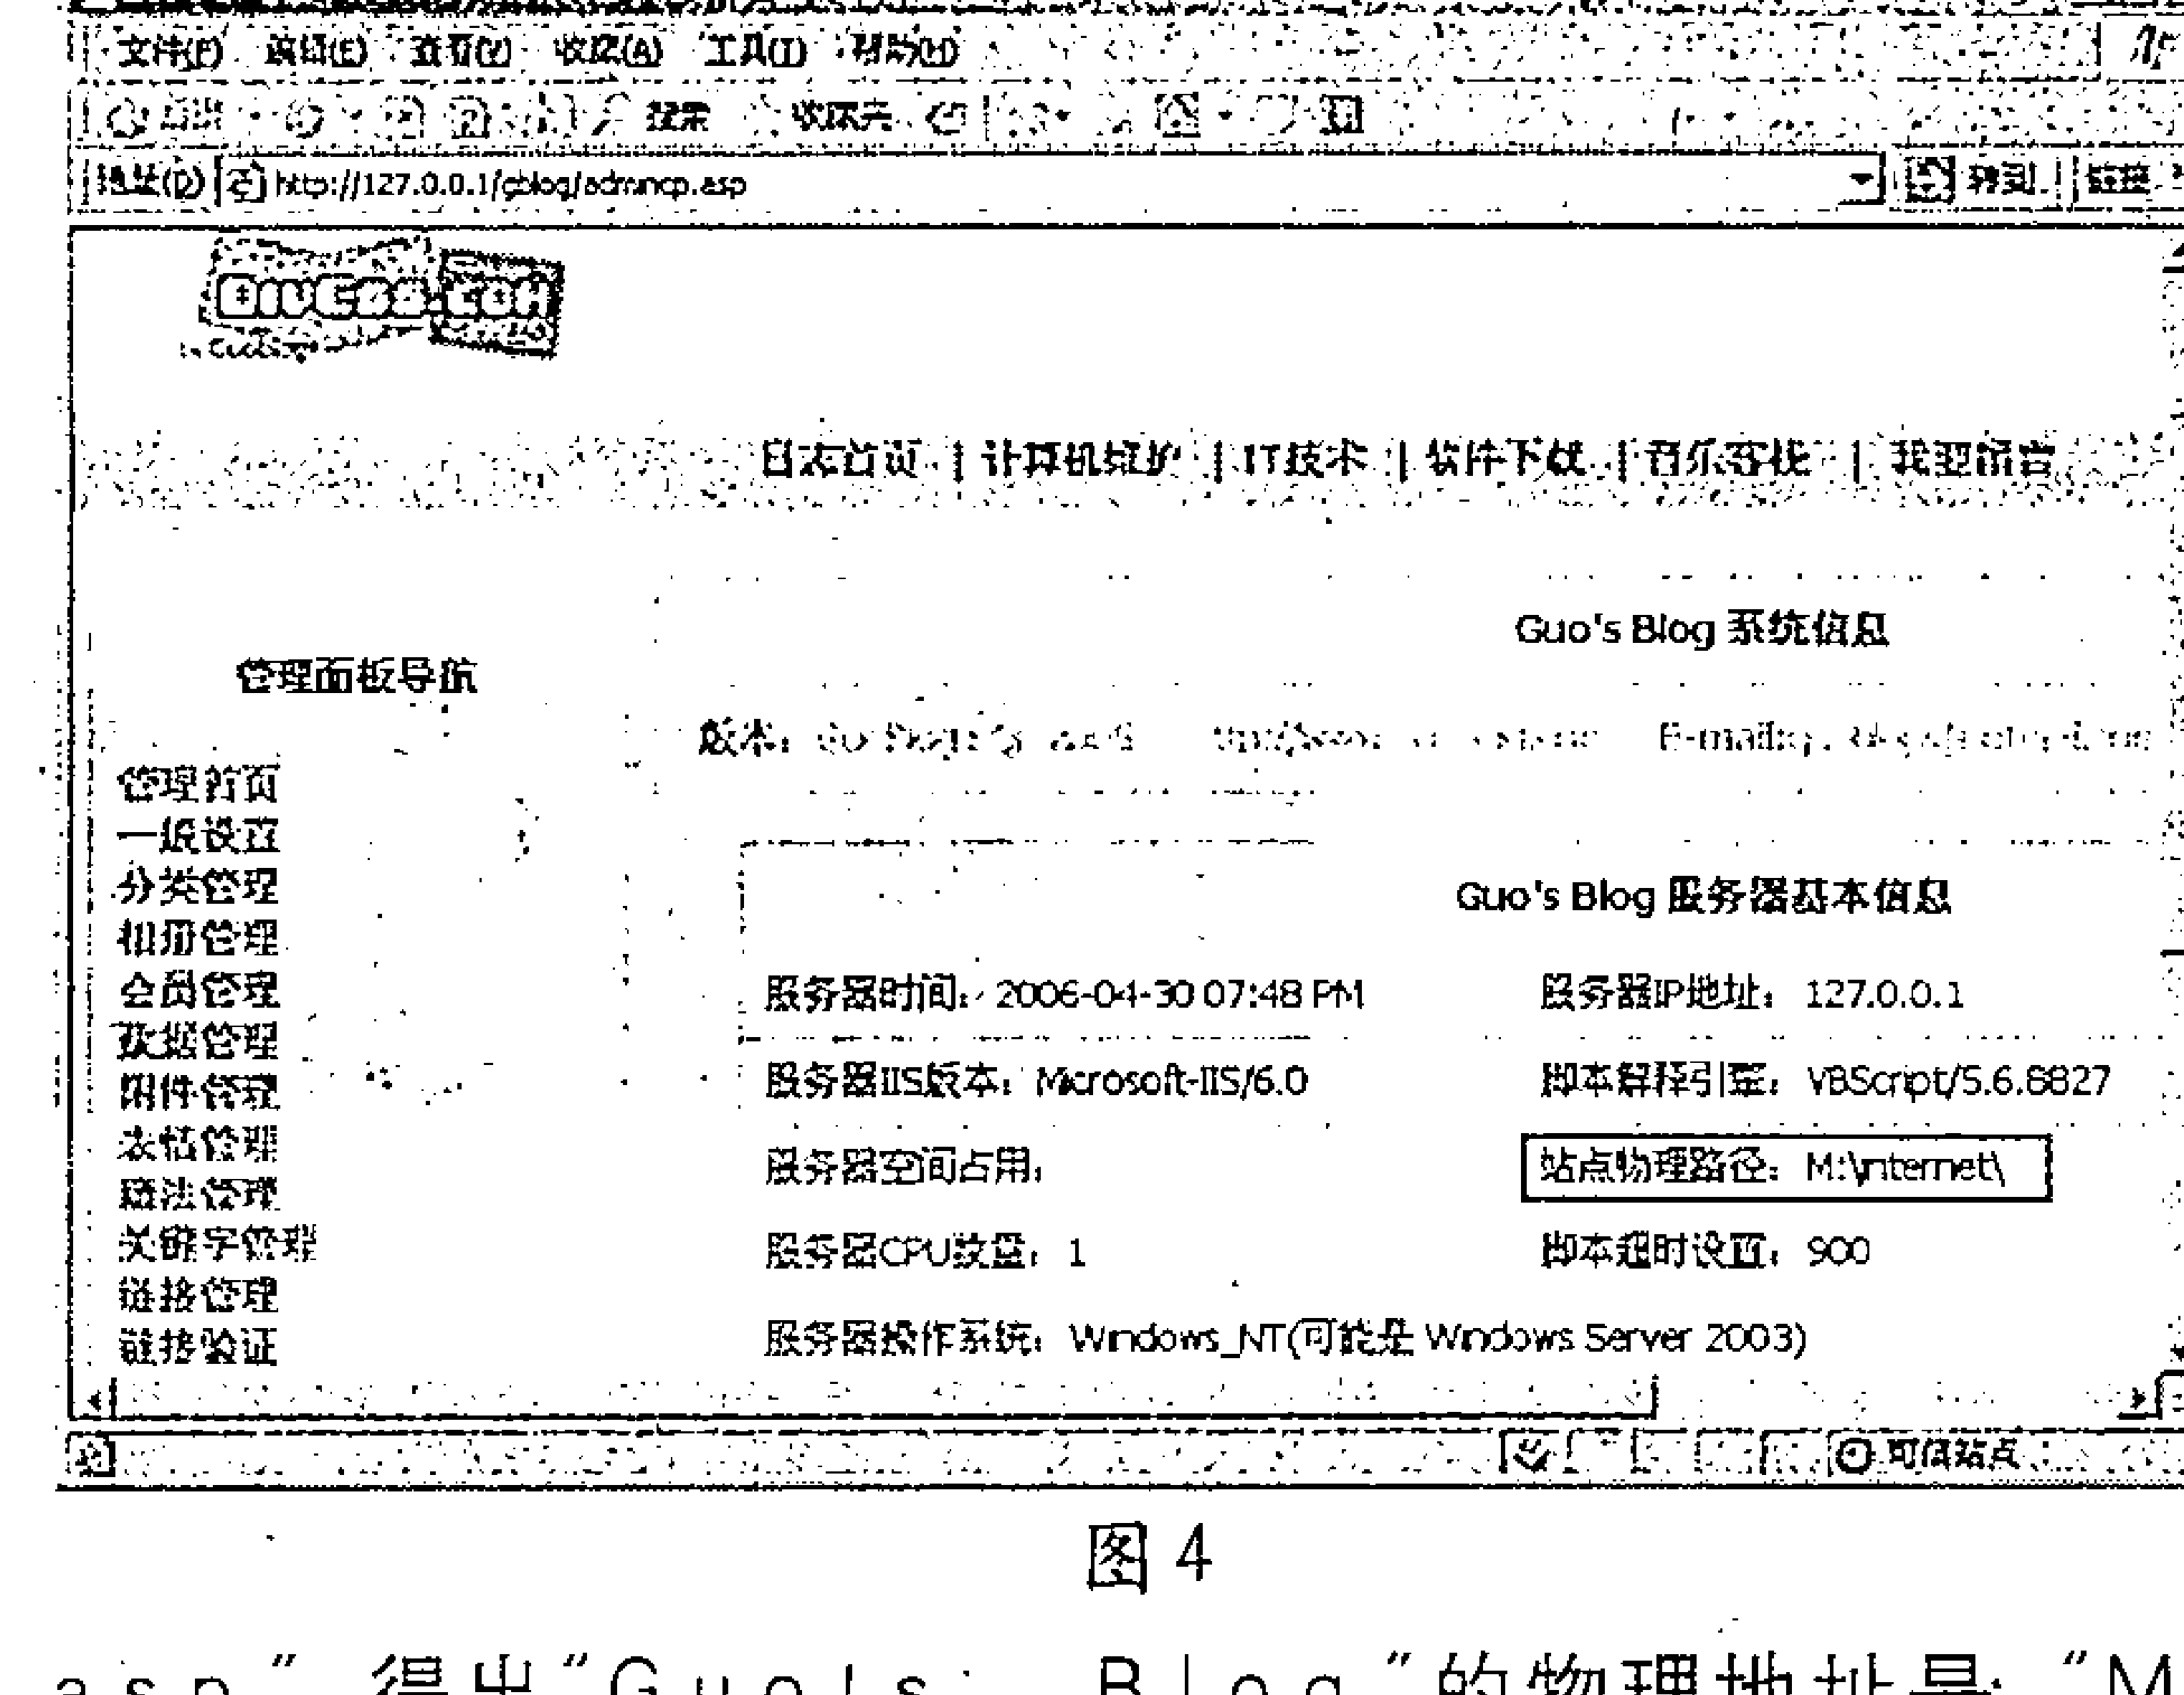 文件(F) 编辑(E) 查看(V) 收藏(A) 工具(T) 帮助(H)
搜索 收藏夹
地址(D) http://127.0.0.1/gblog/admincp.asp 转到 链接
日志首页 | 计算机维护 | IT技术 | 软件下载 | 音乐客栈 | 我要留言
Guo's Blog 系统信息
管理面板导航
版本: E-mail:
管理首页
一般设置
分类管理
相册管理
会员管理
数据管理
附件管理
表情管理
魔法管理
关键字管理
链接管理
链接验证
Guo's Blog 服务器基本信息
服务器时间: 2006-04-30 07:48 PM 服务器IP地址: 127.0.0.1
服务器IIS版本: Microsoft-IIS/6.0 脚本解释引擎: VBScript/5.6.8827
服务器空间占用: 站点物理路径: M:\Internet\
服务器CPU数量: 1 脚本超时设置: 900
服务器操作系统: Windows_NT(可能是 Windows Server 2003)
可信站点
图 4
asp” 得出“Guo's Blog”的物理地址是: “M